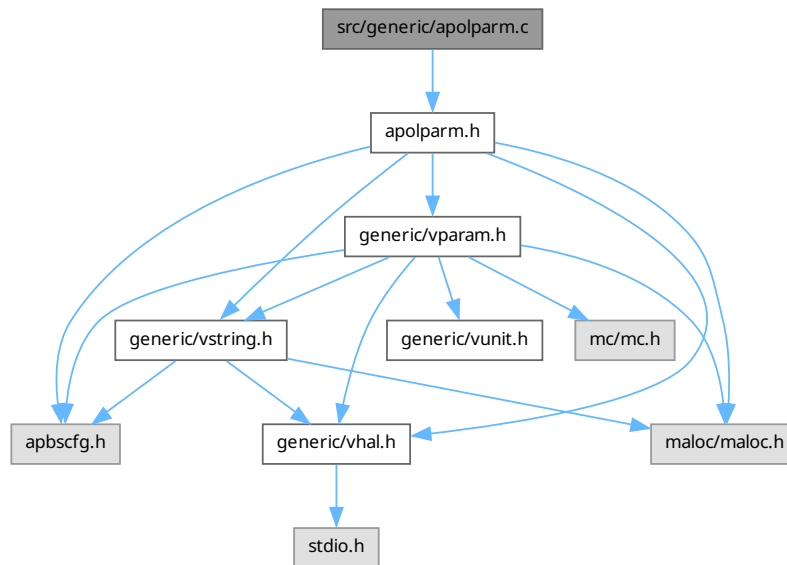 src/generic/apolparm.c
apolparm.h
generic/vparam.h
generic/vstring.h
generic/vunit.h
mc/mc.h
apbscfg.h
generic/vhal.h
maloc/maloc.h
stdio.h